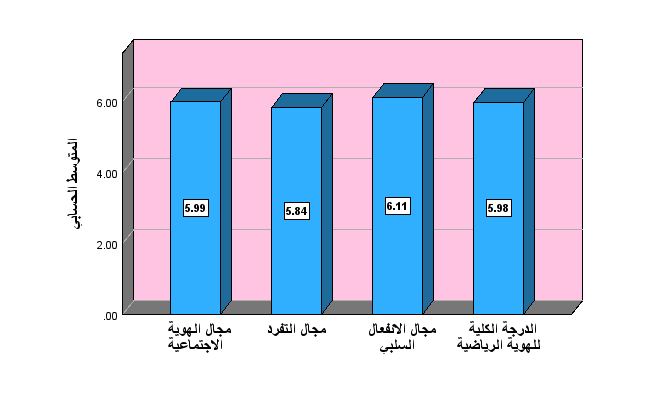 المتوسط الحسابي
6.00
4.00
2.00
.00
5.99
5.84
6.11
5.98
مجال الهوية
الاجتماعية
مجال التفرد
مجال الانفعال
السلبي
الدرجة الكلية
للهوية الرياضية